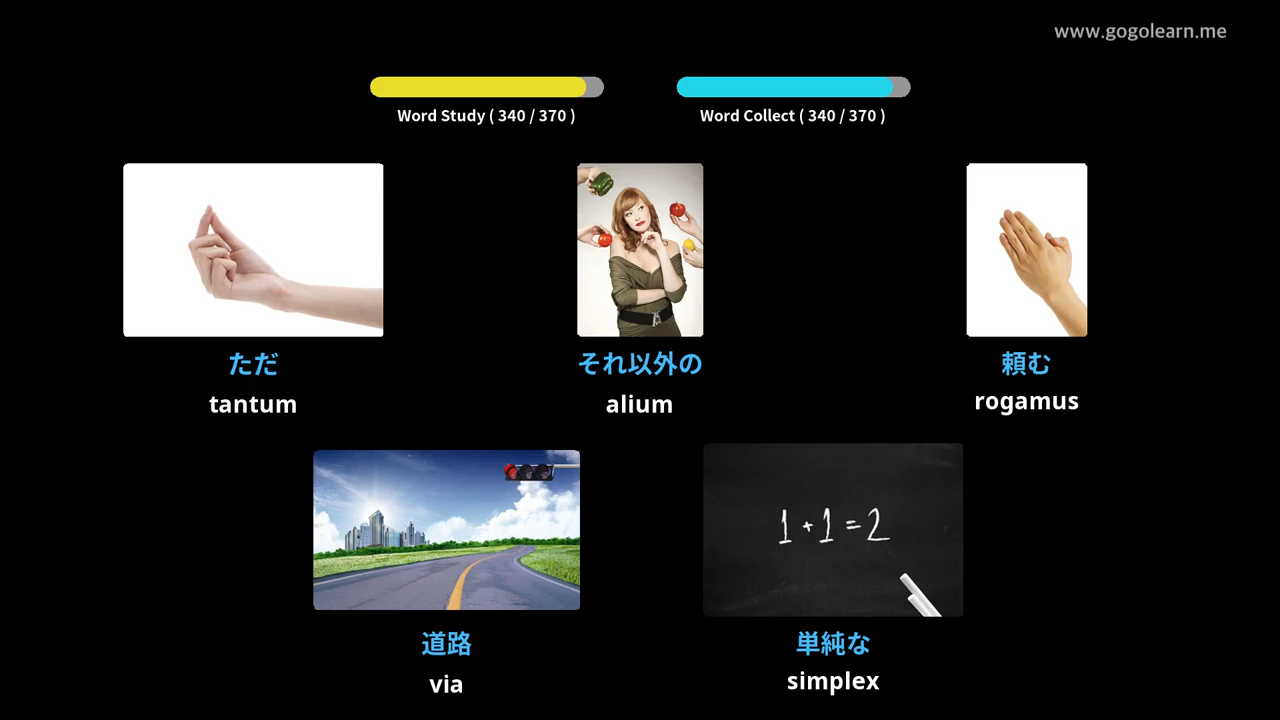 www.gogolearn.me
Word Study ( 340 / 370 )
Word Collect ( 340 / 370 )
ただ
tantum
それ以外の
alium
頼む
rogamus
1 + 1 = 2
道路
via
単純な
simplex